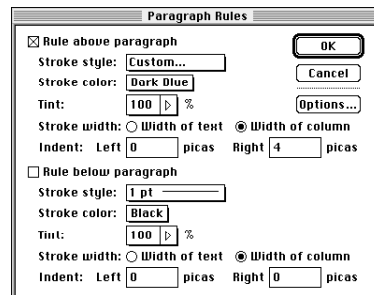 Paragraph Rules
Rule above paragraph OK
Stroke style: Custom...
Stroke color: Dark Blue Cancel
Tint: 100 % Options...
Stroke width: Width of text Width of column
Indent: Left 0 picas Right 4 picas
Rule below paragraph
Stroke style: 1 pt
Stroke color: Black
Tint: 100 %
Stroke width: Width of text Width of column
Indent: Left 0 picas Right 0 picas